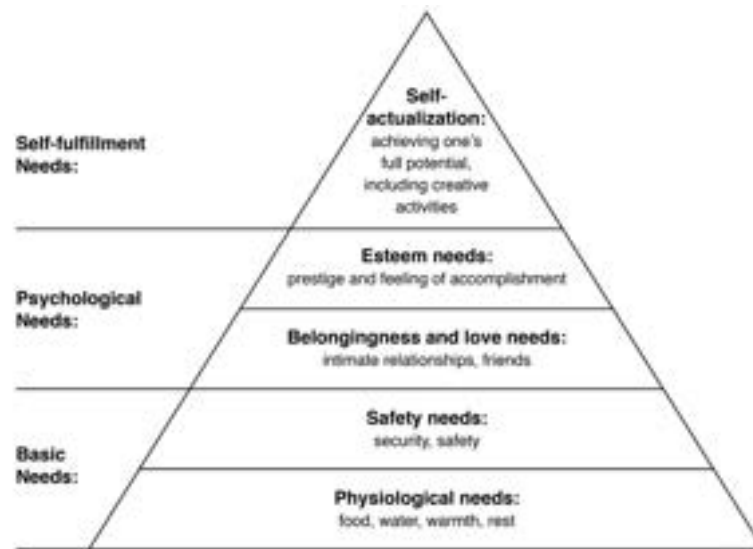 Self-
actualization:
achieving one's
full potential,
including creative
activities
Self-fulfillment
Needs:
Esteem needs:
prestige and feeling of accomplishment
Psychological
Needs:
Belongingness and love needs:
intimate relationships, friends
Safety needs:
security, safety
Basic
Needs:
Physiological needs:
food, water, warmth, rest